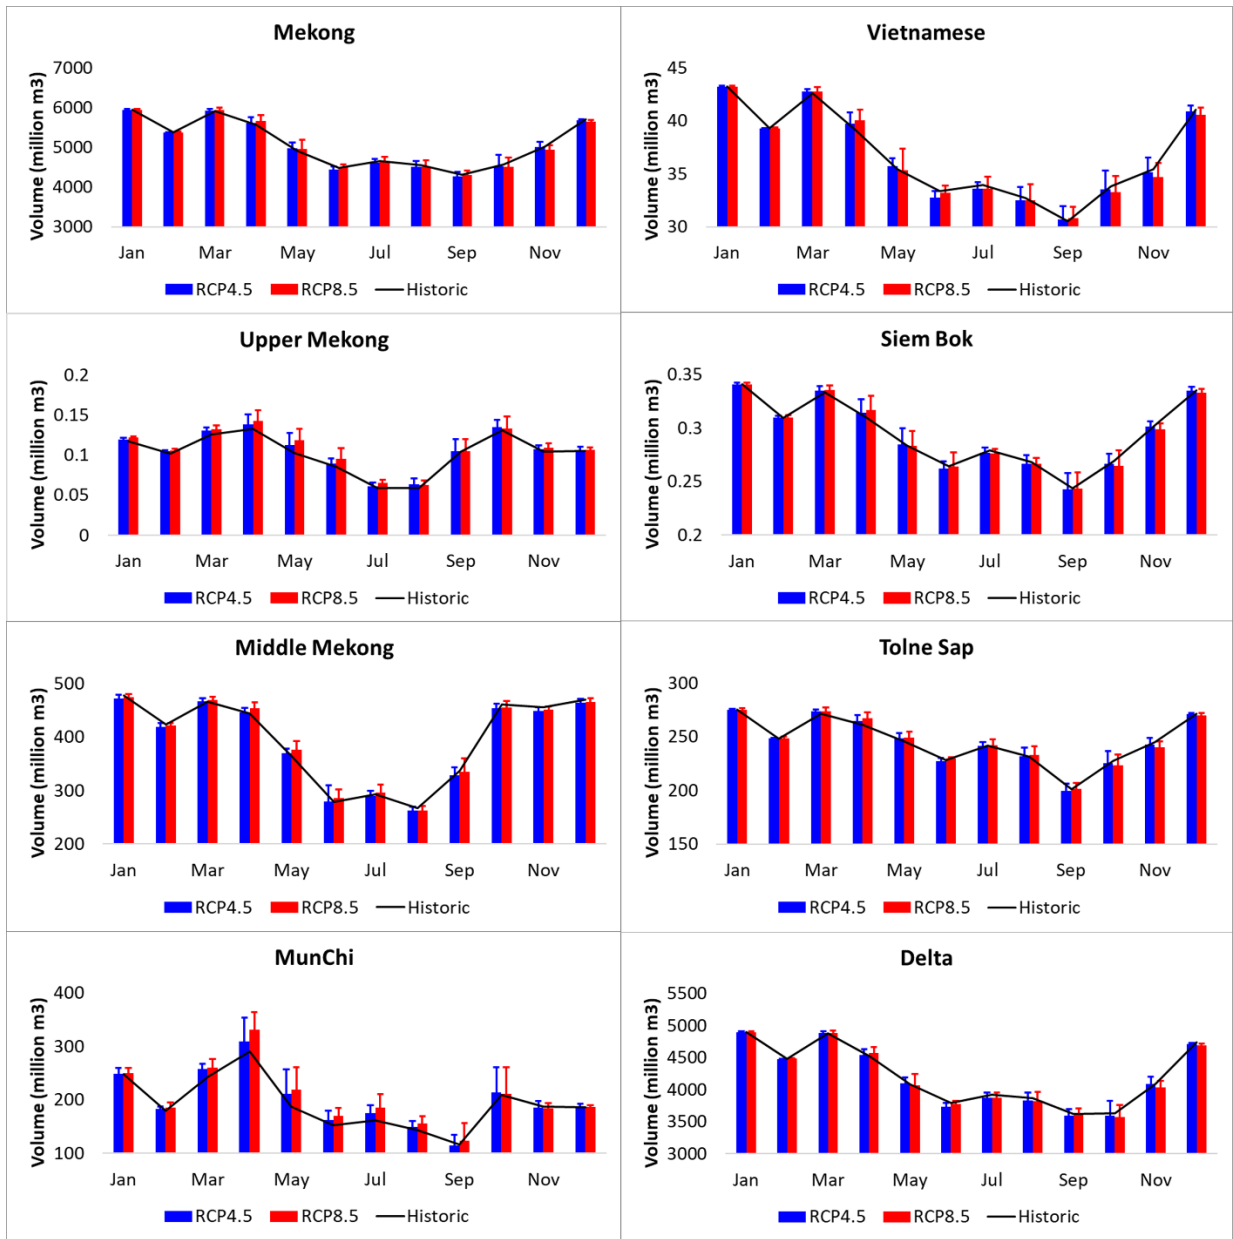 Mekong
Volume (million m3)
7000
6000
5000
4000
3000
Jan Mar May Jul Sep Nov
RCP4.5 RCP8.5 Historic
Vietnamese
Volume (million m3)
45
40
35
30
Jan Mar May Jul Sep Nov
RCP4.5 RCP8.5 Historic
Upper Mekong
Volume (million m3)
0.2
0.15
0.1
0.05
0
Jan Mar May Jul Sep Nov
RCP4.5 RCP8.5 Historic
Siem Bok
Volume (million m3)
0.35
0.3
0.25
0.2
Jan Mar May Jul Sep Nov
RCP4.5 RCP8.5 Historic
Middle Mekong
Volume (million m3)
500
400
300
200
Jan Mar May Jul Sep Nov
RCP4.5 RCP8.5 Historic
Tolne Sap
Volume (million m3)
300
250
200
150
Jan Mar May Jul Sep Nov
RCP4.5 RCP8.5 Historic
MunChi
Volume (million m3)
400
300
200
100
Jan Mar May Jul Sep Nov
RCP4.5 RCP8.5 Historic
Delta
Volume (million m3)
5500
5000
4500
4000
3500
3000
Jan Mar May Jul Sep Nov
RCP4.5 RCP8.5 Historic